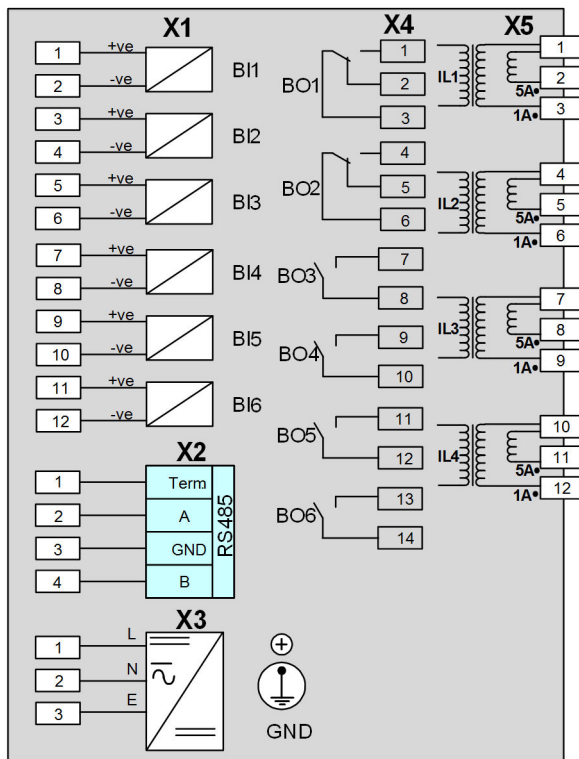 X1
1 +ve
2 -ve
BI1
3 +ve
4 -ve
BI2
5 +ve
6 -ve
BI3
7 +ve
8 -ve
BI4
9 +ve
10 -ve
BI5
11 +ve
12 -ve
BI6
X2
1 Term
2 A
3 GND
4 B
RS485
X3
1 L
2 N
3 E
GND
X4
BO1
1
2
3
BO2
4
5
6
BO3
7
8
BO4
9
10
BO5
11
12
BO6
13
14
X5
IL1
1
2
5A•
1A• 3
IL2
4
5
5A•
1A• 6
IL3
7
8
5A•
1A• 9
IL4
10
11
5A•
1A• 12